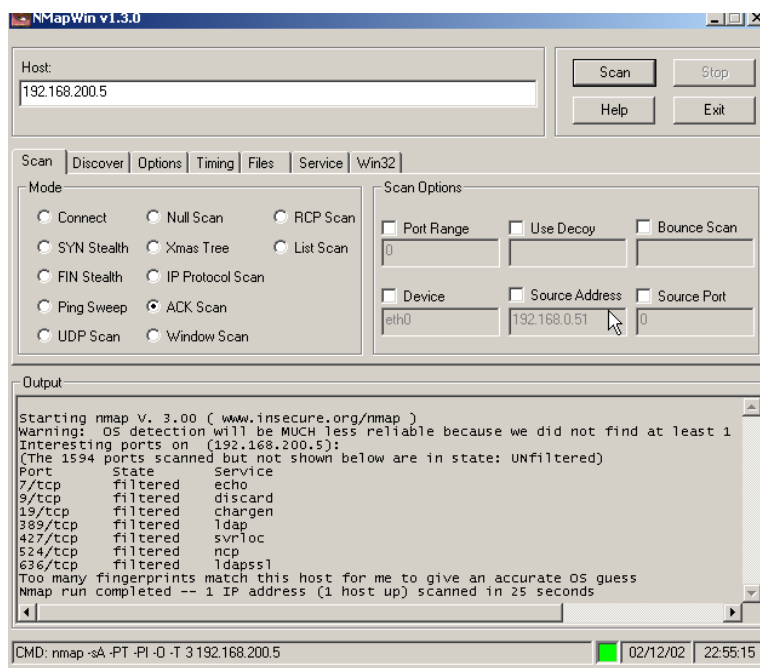 NMapWin v1.3.0
Host:
192.168.200.5
Scan Stop
Help Exit
Scan Discover Options Timing Files Service Win32
Mode
Connect Null Scan RCP Scan
SYN Stealth Xmas Tree List Scan
FIN Stealth IP Protocol Scan
Ping Sweep ACK Scan
UDP Scan Window Scan
Scan Options
Port Range Use Decoy Bounce Scan
0
Device Source Address Source Port
eth0 192.168.0.51 0
Output
Starting nmap V. 3.00 ( www.insecure.org/nmap )
Warning:  OS detection will be MUCH less reliable because we did not find at least 1
Interesting ports on  (192.168.200.5):
(The 1594 ports scanned but not shown below are in state: UNfiltered)
Port       State       Service
7/tcp      filtered    echo
9/tcp      filtered    discard
19/tcp     filtered    chargen
389/tcp    filtered    ldap
427/tcp    filtered    svrloc
524/tcp    filtered    ncp
636/tcp    filtered    ldapssl
Too many fingerprints match this host for me to give an accurate OS guess
Nmap run completed -- 1 IP address (1 host up) scanned in 25 seconds
CMD: nmap -sA -PT -PI -O -T 3 192.168.200.5 02/12/02 22:55:15